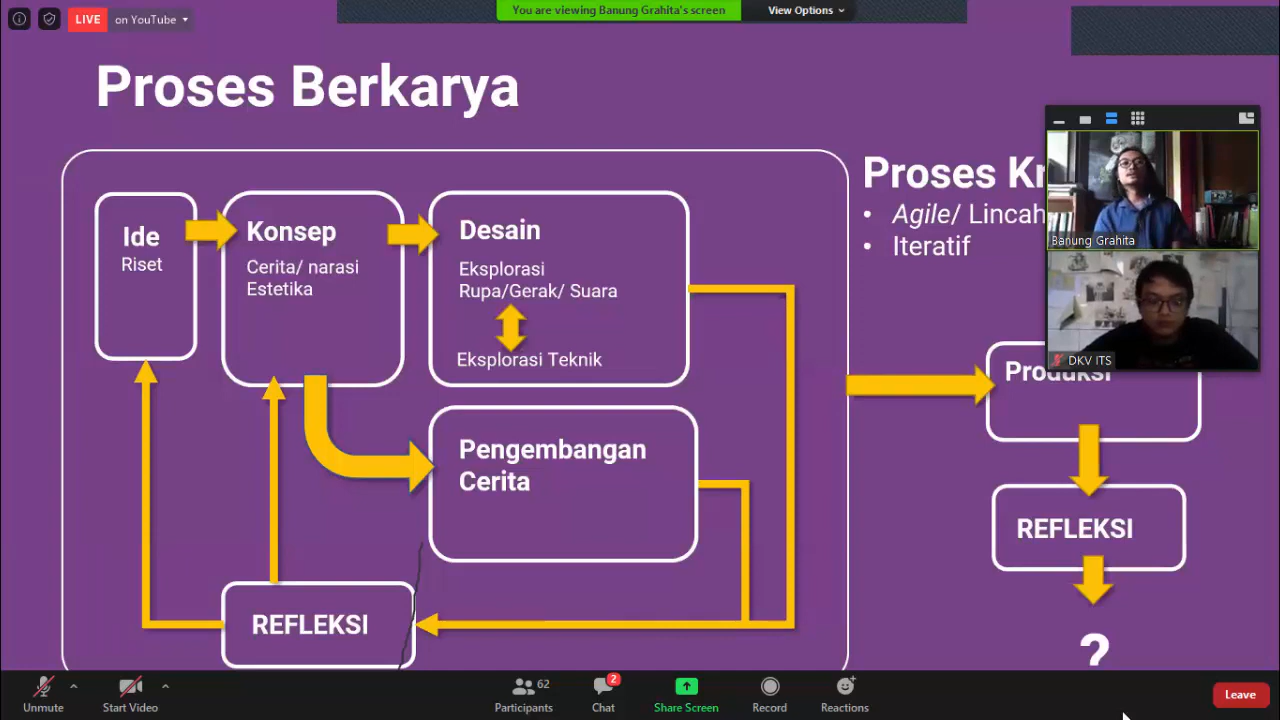 LIVE on YouTube
You are viewing Banung Grahita's screen
View Options
Proses Berkarya
Ide
Riset
Konsep
Cerita/ narasi
Estetika
Desain
Eksplorasi
Rupa/Gerak/ Suara
Eksplorasi Teknik
Pengembangan
Cerita
REFLEKSI
Proses
• Agile/ Lincah
• Iteratif
Banung Grahita
DKV ITS
Produksi
REFLEKSI
?
Unmute
Start Video
62
Participants
2
Chat
Share Screen
Record
Reactions
Leave